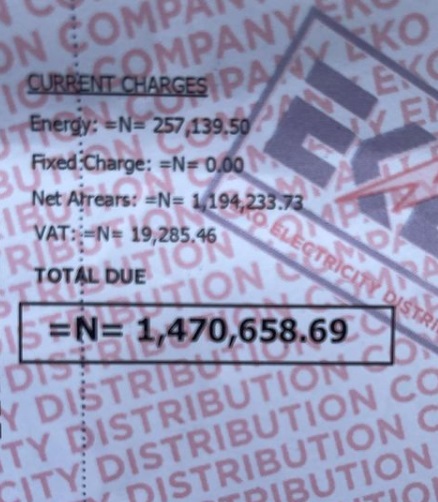 CURRENT CHARGES
Energy: =N= 257,139.50
Fixed Charge: =N= 0.00
Net Arrears: =N= 1,194,233.73
VAT: =N= 19,285.46
TOTAL DUE
=N= 1,470,658.69